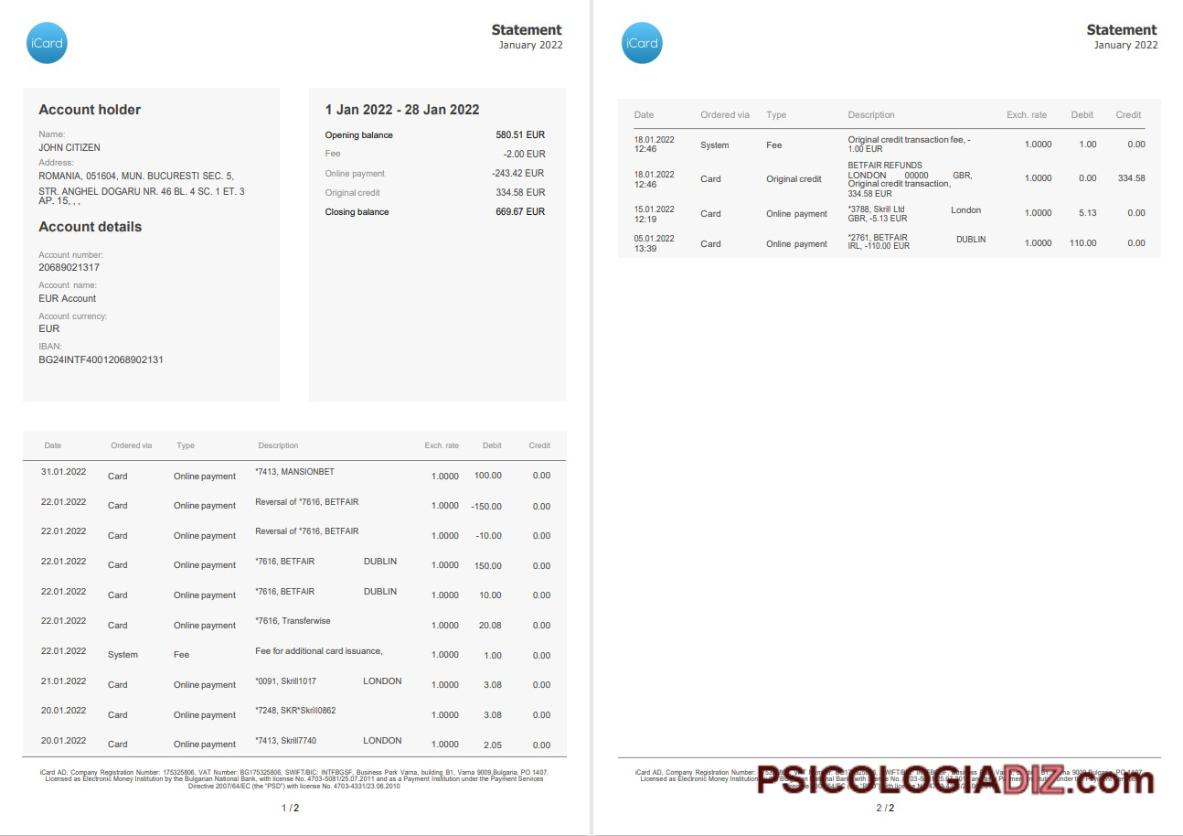 iCard
Statement
January 2022
Account holder
Name:
JOHN CITIZEN
Address:
ROMANIA, 051604, MUN. BUCURESTI SEC. 5,
STR. ANGHEL DOGARU NR. 46 BL. 4 SC. 1 ET. 3
AP. 15, , ,
Account details
Account number:
20689021317
Account name:
EUR Account
Account currency:
EUR
IBAN:
BG24INTF40012068902131
1 Jan 2022 - 28 Jan 2022
Opening balance 580.51 EUR
Fee -2.00 EUR
Online payment -243.42 EUR
Original credit 334.58 EUR
Closing balance 669.67 EUR
Date Ordered via Type Description Exch. rate Debit Credit
31.01.2022 Card Online payment *7413, MANSIONBET 1.0000 100.00 0.00
22.01.2022 Card Online payment Reversal of *7616, BETFAIR 1.0000 -150.00 0.00
22.01.2022 Card Online payment Reversal of *7616, BETFAIR 1.0000 -10.00 0.00
22.01.2022 Card Online payment *7616, BETFAIR DUBLIN 1.0000 150.00 0.00
22.01.2022 Card Online payment *7616, BETFAIR DUBLIN 1.0000 10.00 0.00
22.01.2022 Card Online payment *7616, Transferwise 1.0000 20.08 0.00
22.01.2022 System Fee Fee for additional card issuance, 1.0000 1.00 0.00
21.01.2022 Card Online payment *0091, Skrill1017 LONDON 1.0000 3.08 0.00
20.01.2022 Card Online payment *7248, SKR*Skrill0862 1.0000 3.08 0.00
20.01.2022 Card Online payment *7413, Skrill7740 LONDON 1.0000 2.05 0.00
iCard AD, Company Registration Number: 175325806, VAT Number: BG175325806, SWIFT/BIC: INTFBGSF, Business Park Varna, building B1, Varna 9009,Bulgaria, PO 1407.
Licensed as Electronic Money Institution by the Bulgarian National Bank, with license No. 4703-5081/25.07.2011 and as a Payment Institution under the Payment Services
Directive 2007/64/EC (the "PSD") with license No. 4703-4331/23.06.2010
1 / 2
iCard
Statement
January 2022
Date Ordered via Type Description Exch. rate Debit Credit
18.01.2022 System Fee Original credit transaction fee, - 1.0000 1.00 0.00
12:46 1.00 EUR
BETFAIR REFUNDS
18.01.2022 Card Original credit LONDON 00000 GBR, 1.0000 0.00 334.58
12:46 Original credit transaction,
334.58 EUR
15.01.2022 Card Online payment *3788, Skrill Ltd London 1.0000 5.13 0.00
12:19 GBR, -5.13 EUR
05.01.2022 Card Online payment *2761, BETFAIR DUBLIN 1.0000 110.00 0.00
13:39 IRL, -110.00 EUR
iCard AD, Company Registration Number:
Licensed as Electronic Money Institution
PSICOLOGIADIZ.com
2 / 2